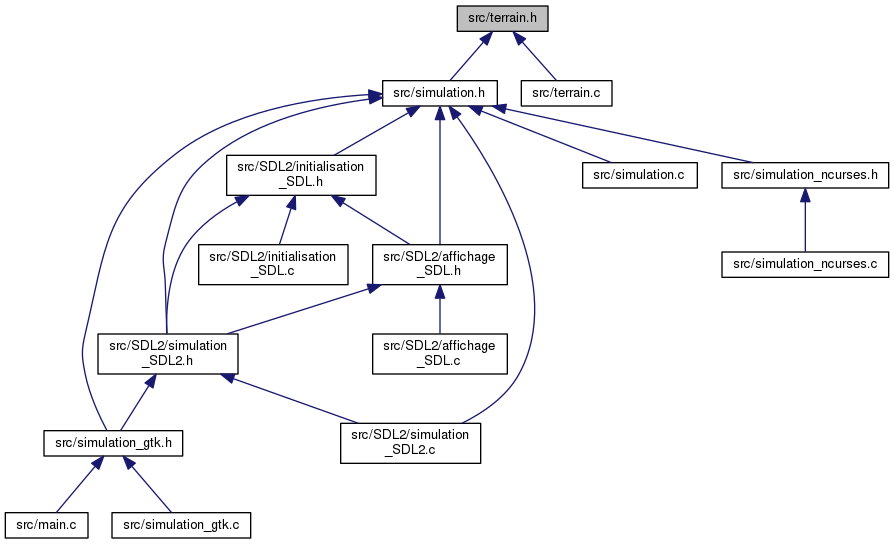 src/terrain.h
src/simulation.h
src/terrain.c
src/SDL2/initialisation
_SDL.h
src/simulation.c
src/simulation_ncurses.h
src/SDL2/initialisation
_SDL.c
src/SDL2/affichage
_SDL.h
src/simulation_ncurses.c
src/SDL2/simulation
_SDL2.h
src/SDL2/affichage
_SDL.c
src/simulation_gtk.h
src/SDL2/simulation
_SDL2.c
src/main.c
src/simulation_gtk.c